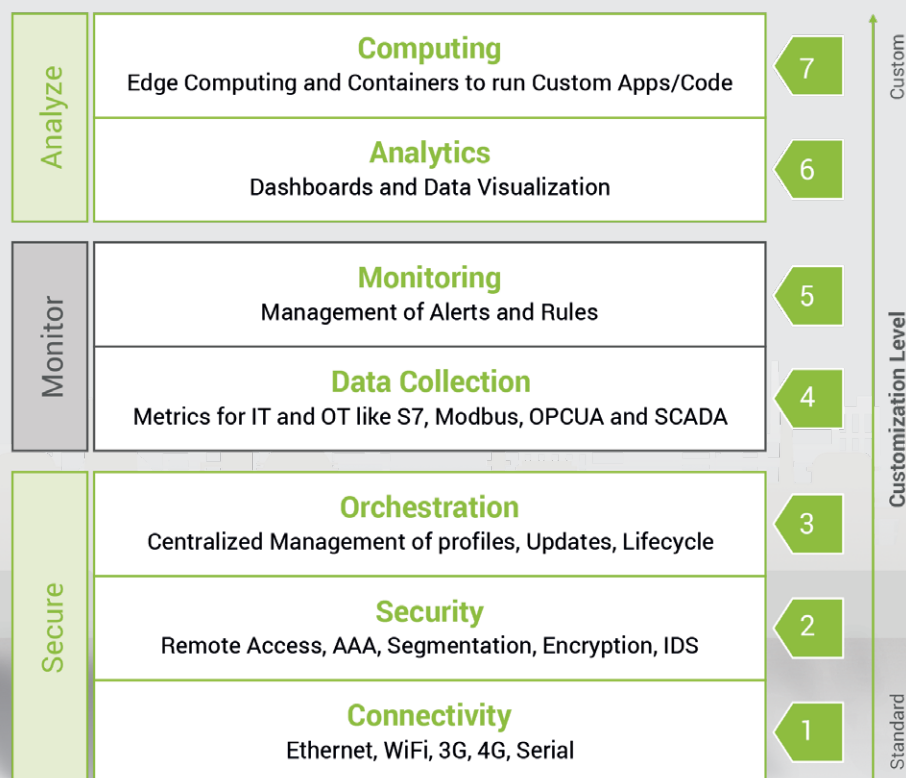 Analyze
Computing
Edge Computing and Containers to run Custom Apps/Code
7
Analytics
Dashboards and Data Visualization
6
Monitor
Monitoring
Management of Alerts and Rules
5
Data Collection
Metrics for IT and OT like S7, Modbus, OPCUA and SCADA
4
Secure
Orchestration
Centralized Management of profiles, Updates, Lifecycle
3
Security
Remote Access, AAA, Segmentation, Encryption, IDS
2
Connectivity
Ethernet, WiFi, 3G, 4G, Serial
1
Custom
Customization Level
Standard